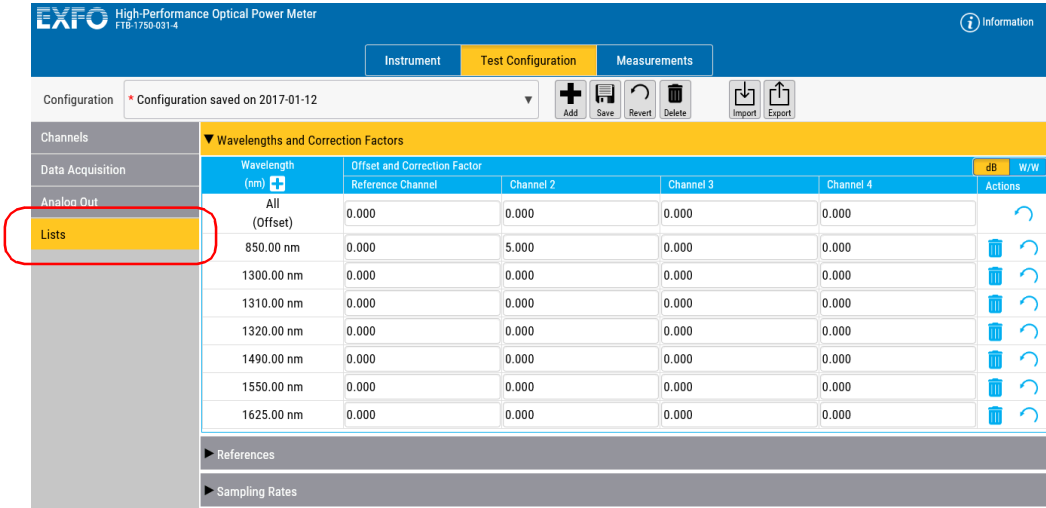 EXFO High-Performance Optical Power Meter
FTB-1750-031-4
Information
Instrument Test Configuration Measurements
Configuration * Configuration saved on 2017-01-12
Add Save Revert Delete Import Export
Channels
Data Acquisition
Analog Out
Lists
Wavelengths and Correction Factors
Wavelength Offset and Correction Factor dB W/W
(nm) Reference Channel Channel 2 Channel 3 Channel 4 Actions
All
(Offset) 0.000 0.000 0.000 0.000
850.00 nm 0.000 5.000 0.000 0.000
1300.00 nm 0.000 0.000 0.000 0.000
1310.00 nm 0.000 0.000 0.000 0.000
1320.00 nm 0.000 0.000 0.000 0.000
1490.00 nm 0.000 0.000 0.000 0.000
1550.00 nm 0.000 0.000 0.000 0.000
1625.00 nm 0.000 0.000 0.000 0.000
References
Sampling Rates